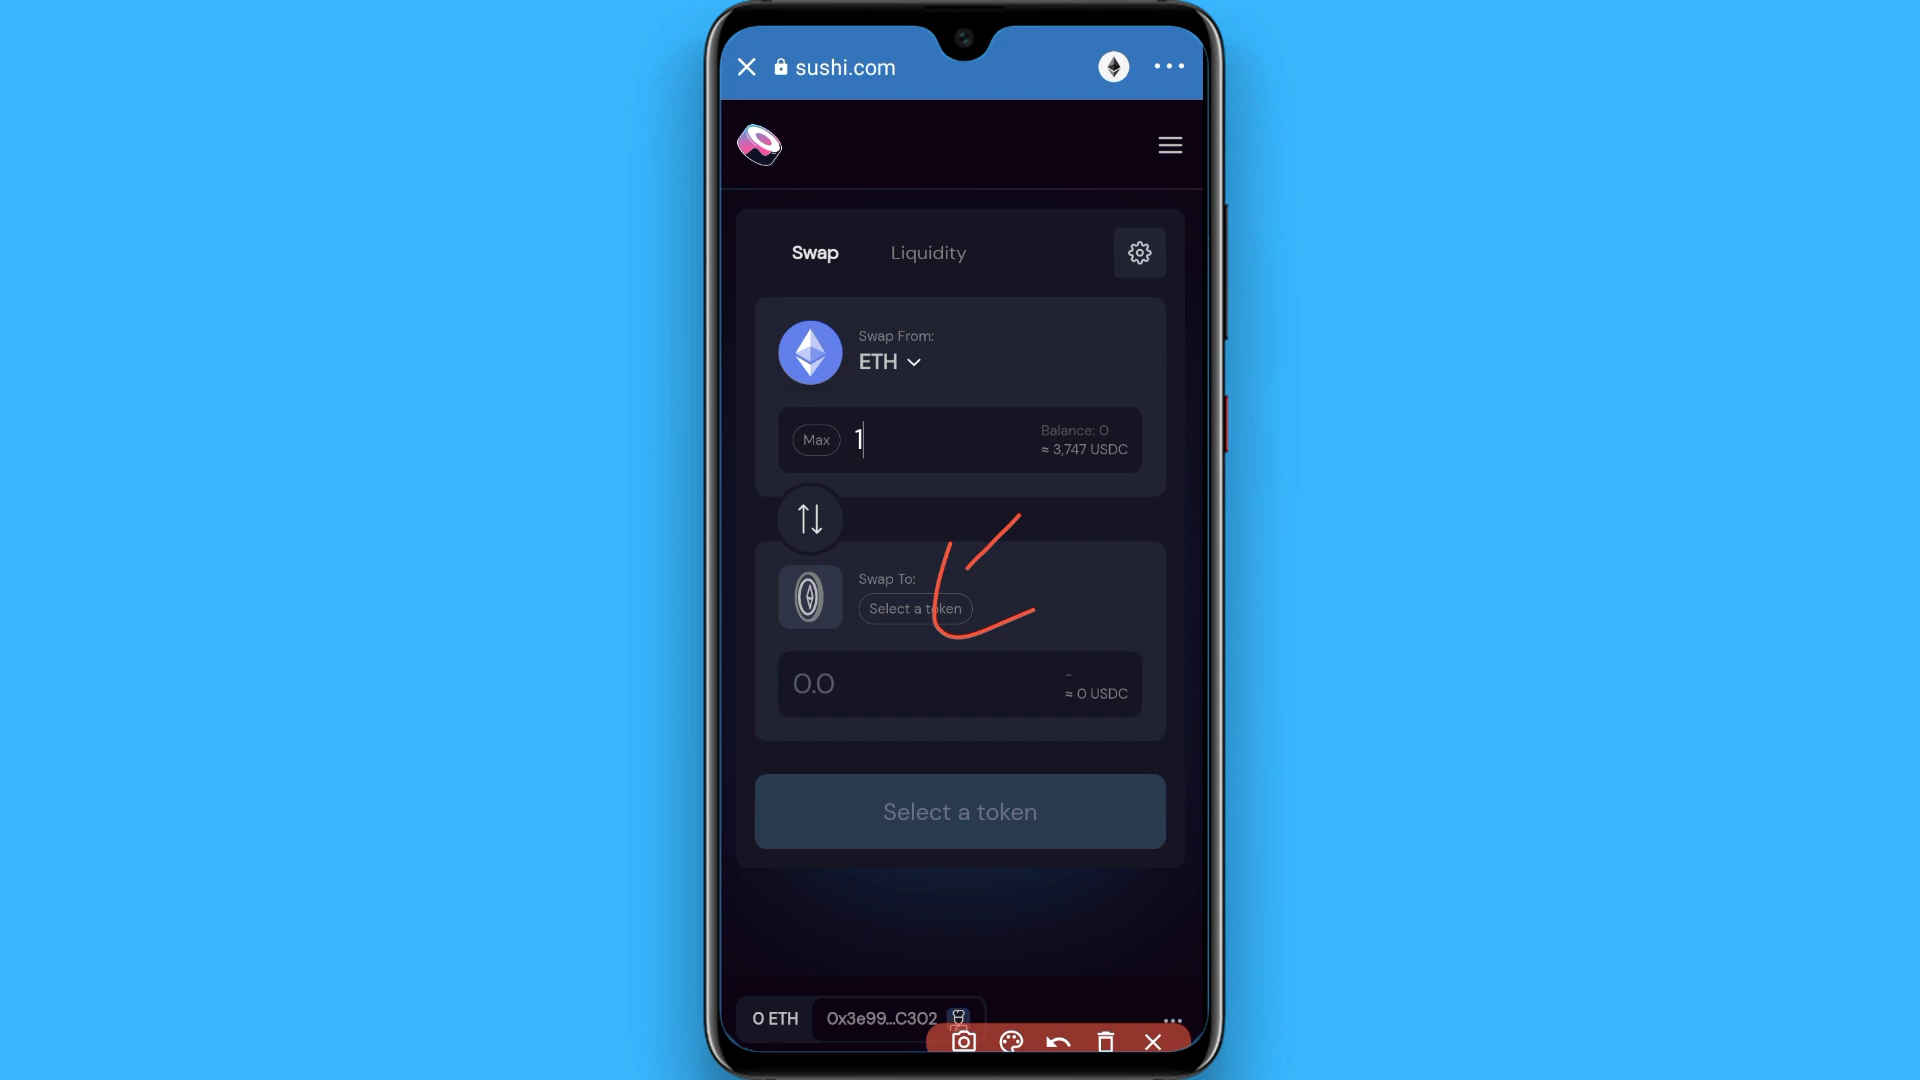 sushi.com
Swap
Liquidity
Swap From:
ETH
Max
1
Balance: 0
≈ 3,747 USDC
Swap To:
Select a token
0.0
-
≈ 0 USDC
Select a token
0 ETH
0x3e99...C302